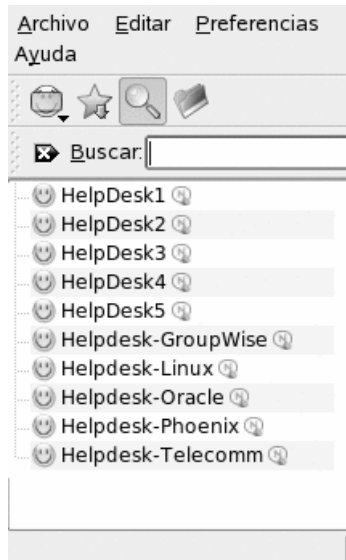 Archivo Editar Preferencias
Ayuda
Buscar:
HelpDesk1
HelpDesk2
HelpDesk3
HelpDesk4
HelpDesk5
Helpdesk-GroupWise
Helpdesk-Linux
Helpdesk-Oracle
Helpdesk-Phoenix
Helpdesk-Telecomm